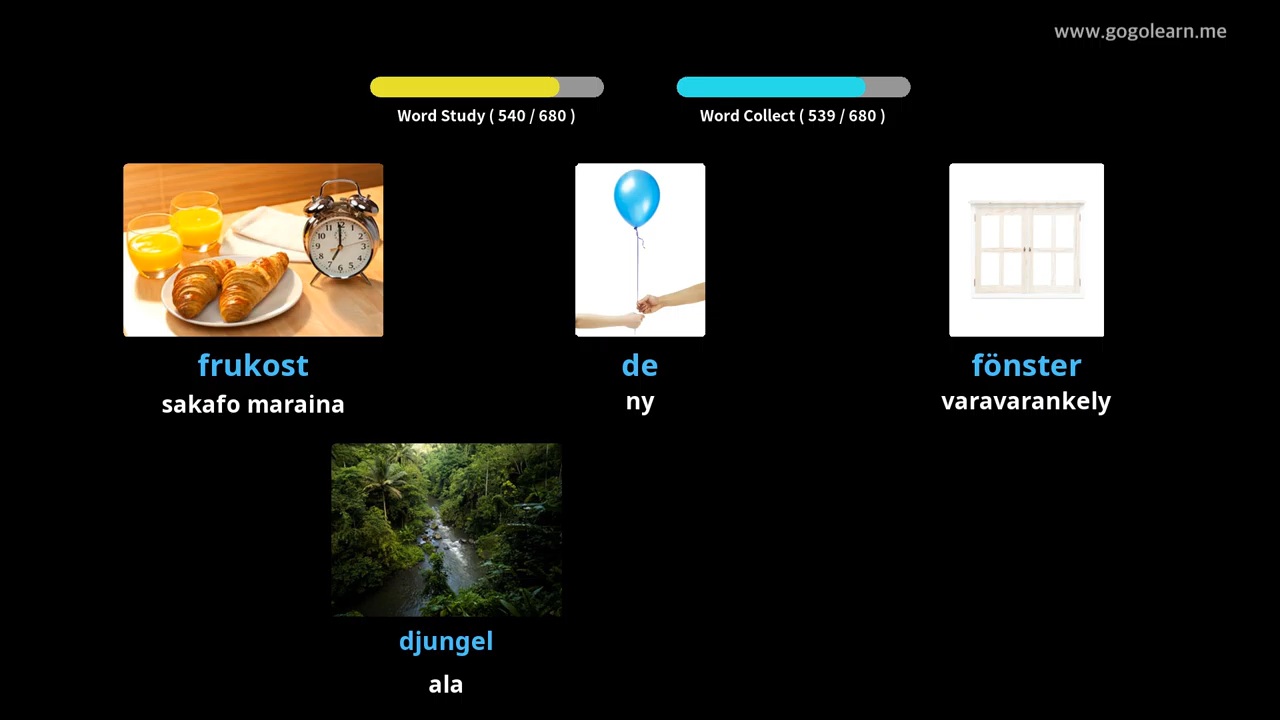 www.gogolearn.me
Word Study ( 540 / 680 )
Word Collect ( 539 / 680 )
frukost
sakafo maraina
de
ny
fönster
varavarankely
djungel
ala